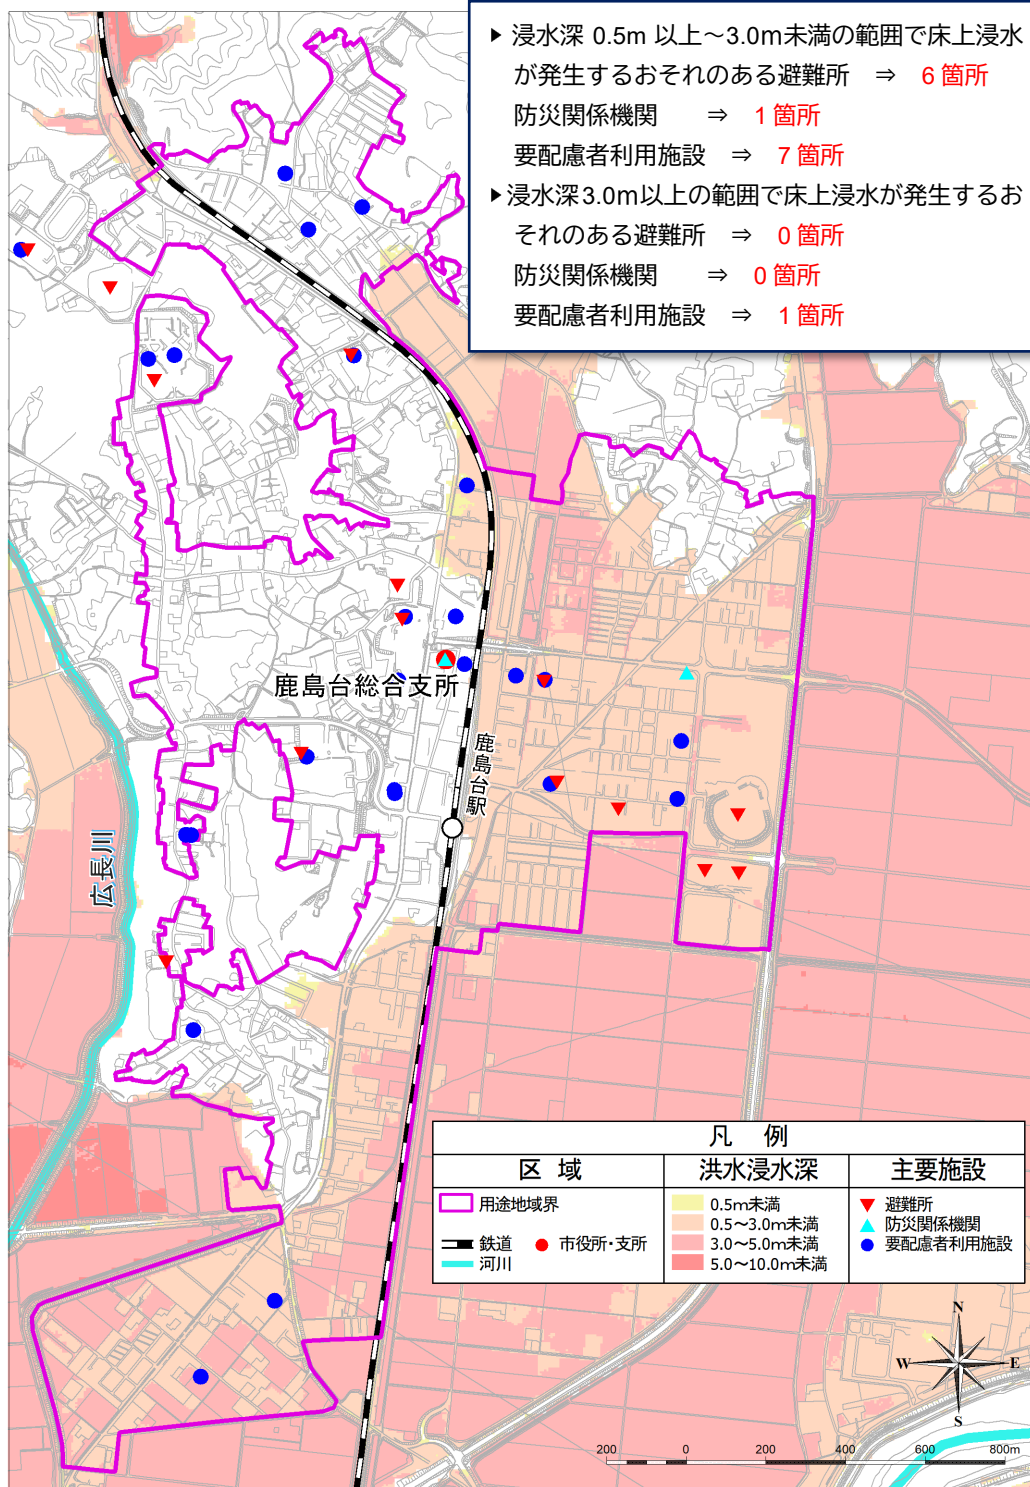 ▶ 浸水深 0.5m 以上～3.0m未満の範囲で床上浸水
が発生するおそれのある避難所 ⇒ 6 箇所
防災関係機関 ⇒ 1 箇所
要配慮者利用施設 ⇒ 7 箇所
▶ 浸水深3.0m以上の範囲で床上浸水が発生するお
それのある避難所 ⇒ 0 箇所
防災関係機関 ⇒ 0 箇所
要配慮者利用施設 ⇒ 1 箇所
鹿島台総合支所
鹿島台駅
広長川
凡 例
区 域
用途地域界
鉄道
市役所・支所
河川
洪水浸水深
0.5m未満
0.5～3.0m未満
3.0～5.0m未満
5.0～10.0m未満
主要施設
避難所
防災関係機関
要配慮者利用施設
N
W E
S
200 0 200 400 600 800m